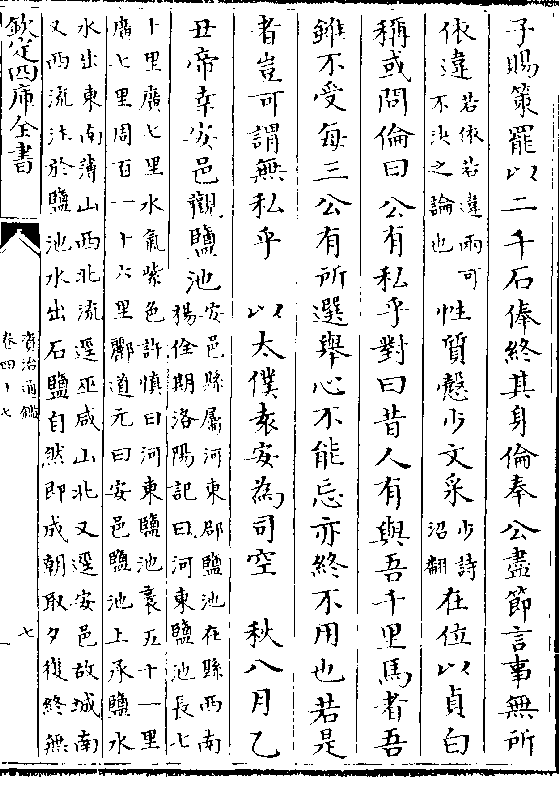 子賜策罷以二千石俸終其身倫奉公盡節言事無所
依違若依若違兩可不決之論也性質慤少文采少詩沼翻在位以貞白
稱或問倫曰公有私乎對曰昔人有與吾千里馬者吾
雖不受每三公有所選舉心不能忘亦終不用也若是
者豈可謂無私乎 以太僕袁安為司空 秋八月乙
丑帝幸安邑觀鹽池安邑縣屬河東郡鹽池在縣西南
楊佺期洛陽記曰河東鹽池長七
十里廣七里水氣紫色許慎曰河東鹽池袤五十一里
廣七里周百一十六里酈道元曰安邑鹽池上承鹽水
水出東南薄山西北流逕巫咸山北又逕安邑故城南
又西流注於鹽池水出石鹽自然即成朝取夕復終無
欽定四庫全書
資治通鑑
卷四十七
七